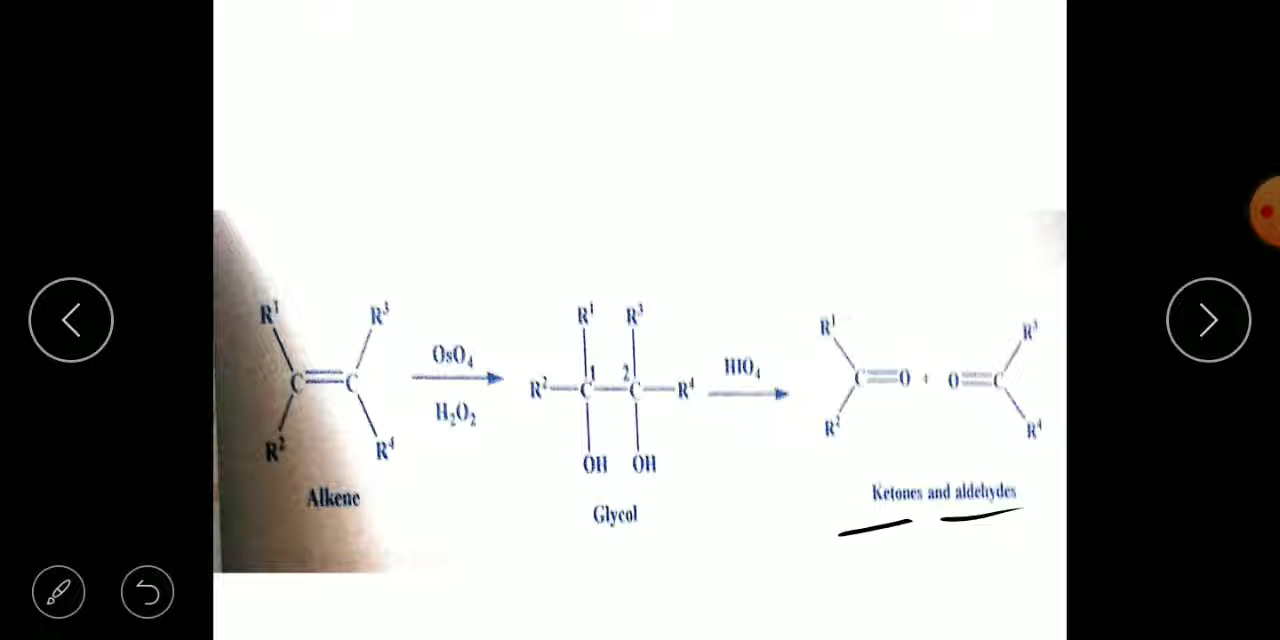 R¹ R³
C=C
R² R⁴
Alkene
OsO₄
H₂O₂
R¹ R³
1 2
R²—C—C—R⁴
OH OH
Glycol
HIO₄
R¹ R³
C=O + O=C
R² R⁴
Ketones and aldehydes